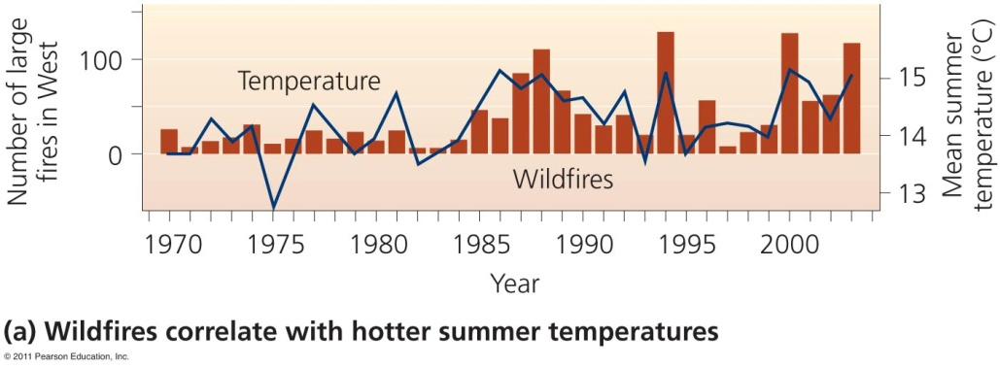 Number of large
fires in West
100
0
Temperature
Wildfires
15
14
13
Mean summer
temperature (°C)
1970 1975 1980 1985 1990 1995 2000
Year
(a) Wildfires correlate with hotter summer temperatures
© 2011 Pearson Education, Inc.